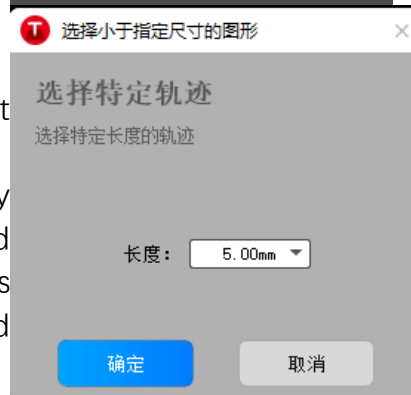 T 选择小于指定尺寸的图形
选择特定轨迹
选择特定长度的轨迹
t
y
d
s
d
长度： 5.00mm
确定 取消